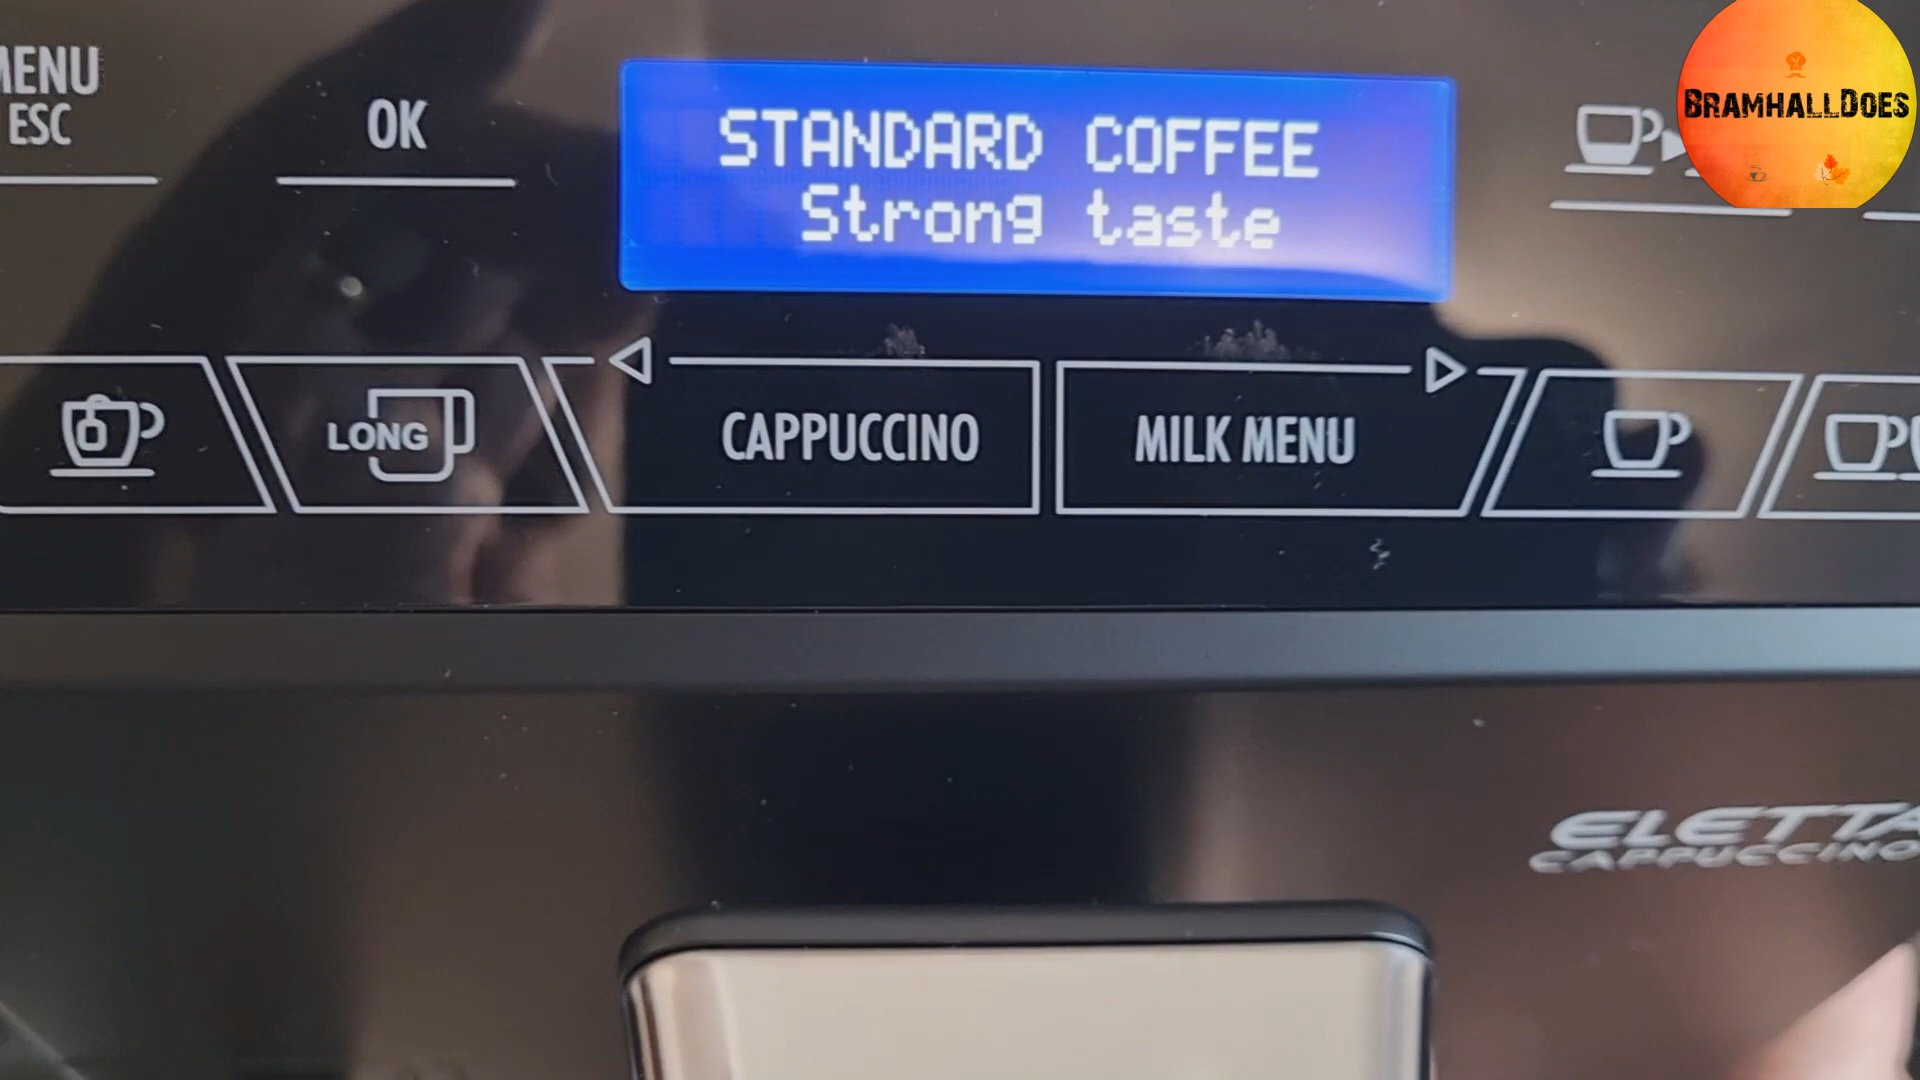 MENU
ESC
OK
STANDARD COFFEE
Strong taste
BRAMHALLDOES
LONG
CAPPUCCINO
MILK MENU
ELETTA
CAPPUCCINO